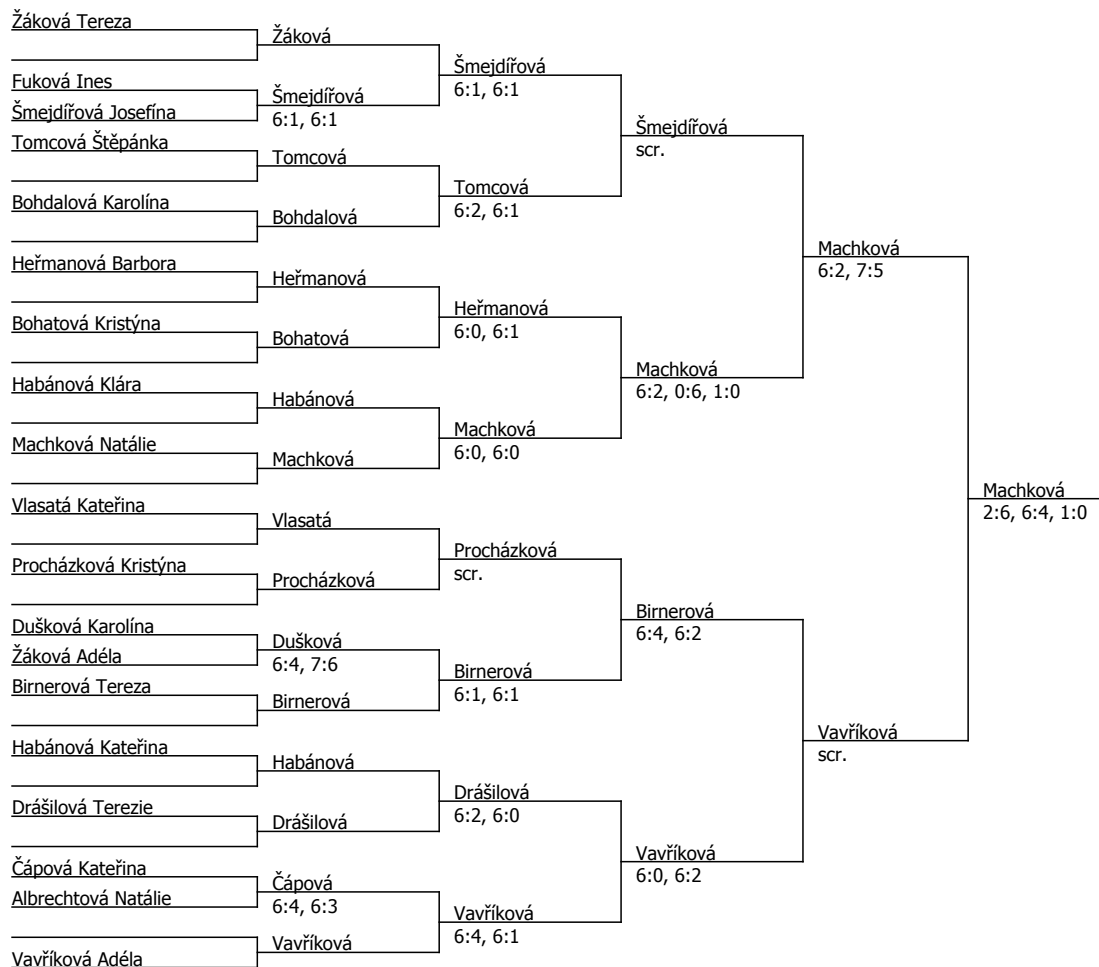 Žáková Tereza
Fuková Ines
Šmejdířová Josefína
Tomcová Štěpánka
Bohdalová Karolína
Heřmanová Barbora
Bohatová Kristýna
Habánová Klára
Machková Natálie
Vlasatá Kateřina
Procházková Kristýna
Dušková Karolína
Žáková Adéla
Birnerová Tereza
Habánová Kateřina
Drášilová Terezie
Čápová Kateřina
Albrechtová Natálie
Vavříková Adéla
Žáková
Šmejdířová
6:1, 6:1
Tomcová
Bohdalová
Heřmanová
Bohatová
Habánová
Machková
Vlasatá
Procházková
Dušková
6:4, 7:6
Birnerová
Habánová
Drášilová
Čápová
6:4, 6:3
Vavříková
Šmejdířová
6:1, 6:1
Tomcová
6:2, 6:1
Heřmanová
6:0, 6:1
Machková
6:0, 6:0
Procházková
scr.
Birnerová
6:1, 6:1
Drášilová
6:2, 6:0
Vavříková
6:4, 6:1
Šmejdířová
scr.
Machková
6:2, 0:6, 1:0
Birnerová
6:4, 6:2
Vavříková
6:0, 6:2
Machková
6:2, 7:5
Vavříková
scr.
Machková
2:6, 6:4, 1:0